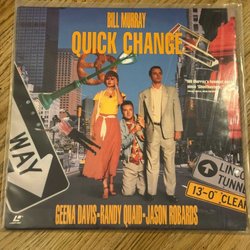 BILL MURRAY
QUICK CHANGE
WAY
LINCO
TUNN
13'-0" CLEAR
GEENA DAVIS-RANDY QUAID-JASON ROBARDS